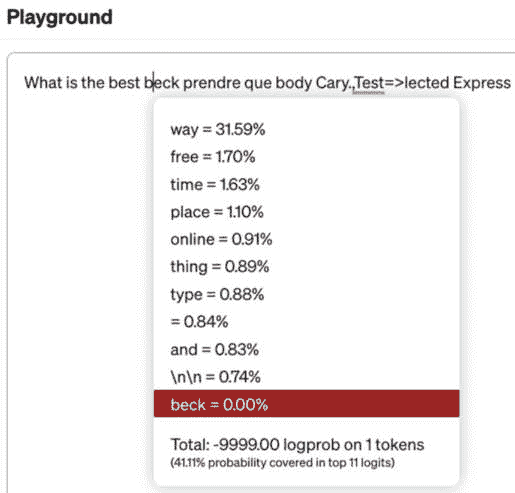 Playground
What is the best beck prendre que body Cary.,Test=>lected Express
way = 31.59%
free = 1.70%
time = 1.63%
place = 1.10%
online = 0.91%
thing = 0.89%
type = 0.88%
= 0.84%
and = 0.83%
\n\n = 0.74%
beck = 0.00%
Total: -9999.00 logprob on 1 tokens
(41.11% probability covered in top 11 logits)